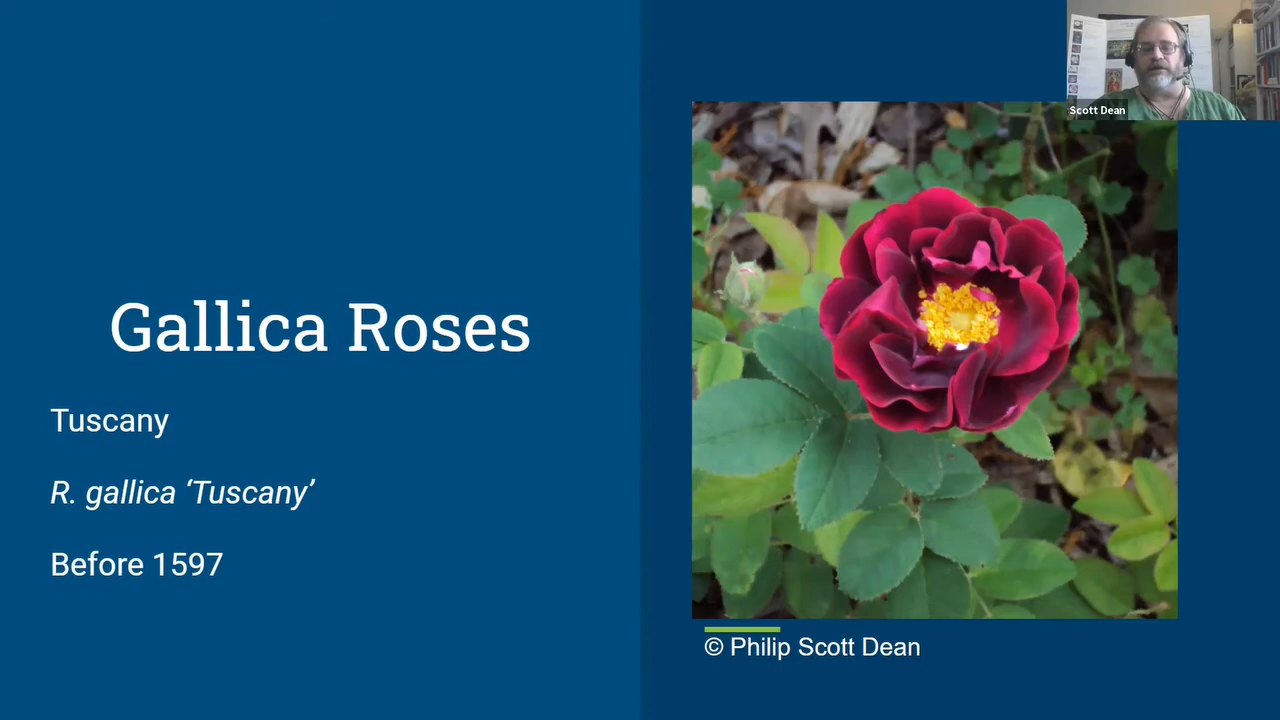 Scott Dean
Gallica Roses
Tuscany
R. gallica ‘Tuscany’
Before 1597
© Philip Scott Dean